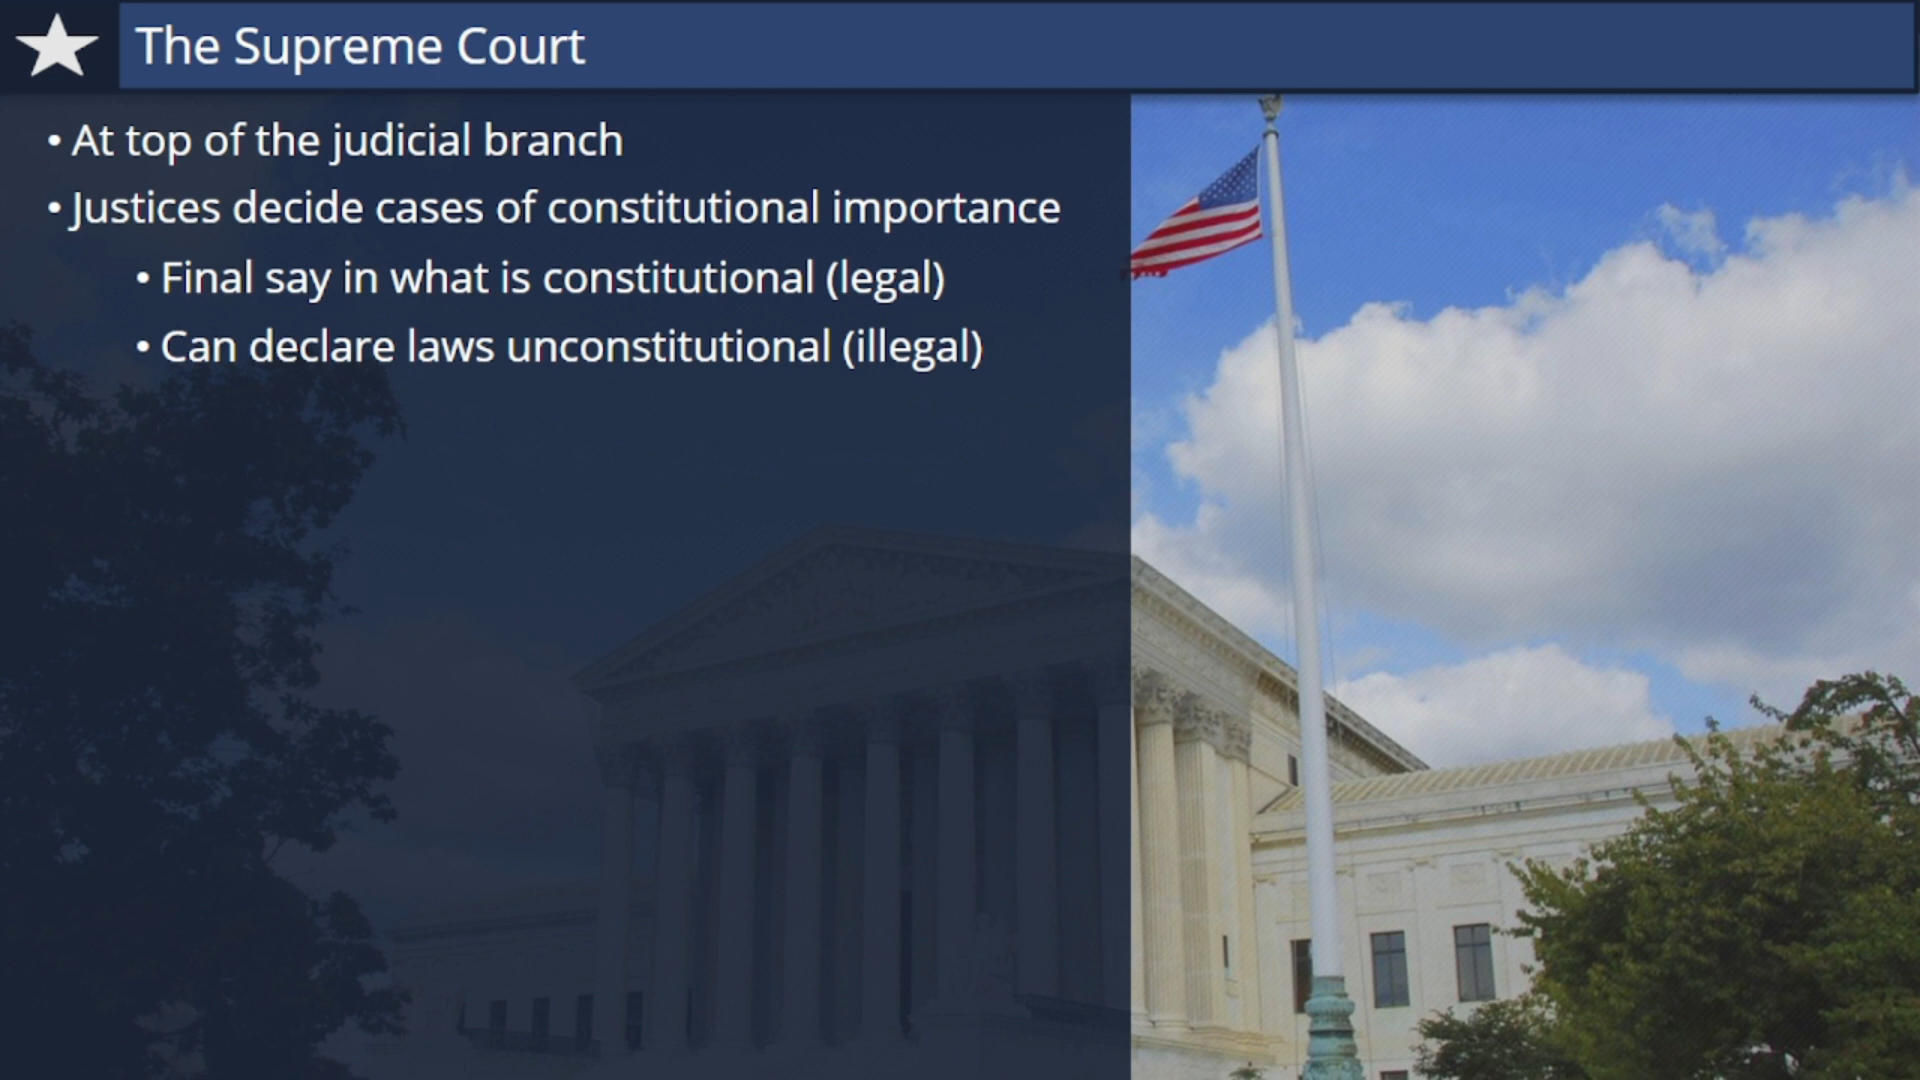 The Supreme Court
• At top of the judicial branch
• Justices decide cases of constitutional importance
• Final say in what is constitutional (legal)
• Can declare laws unconstitutional (illegal)